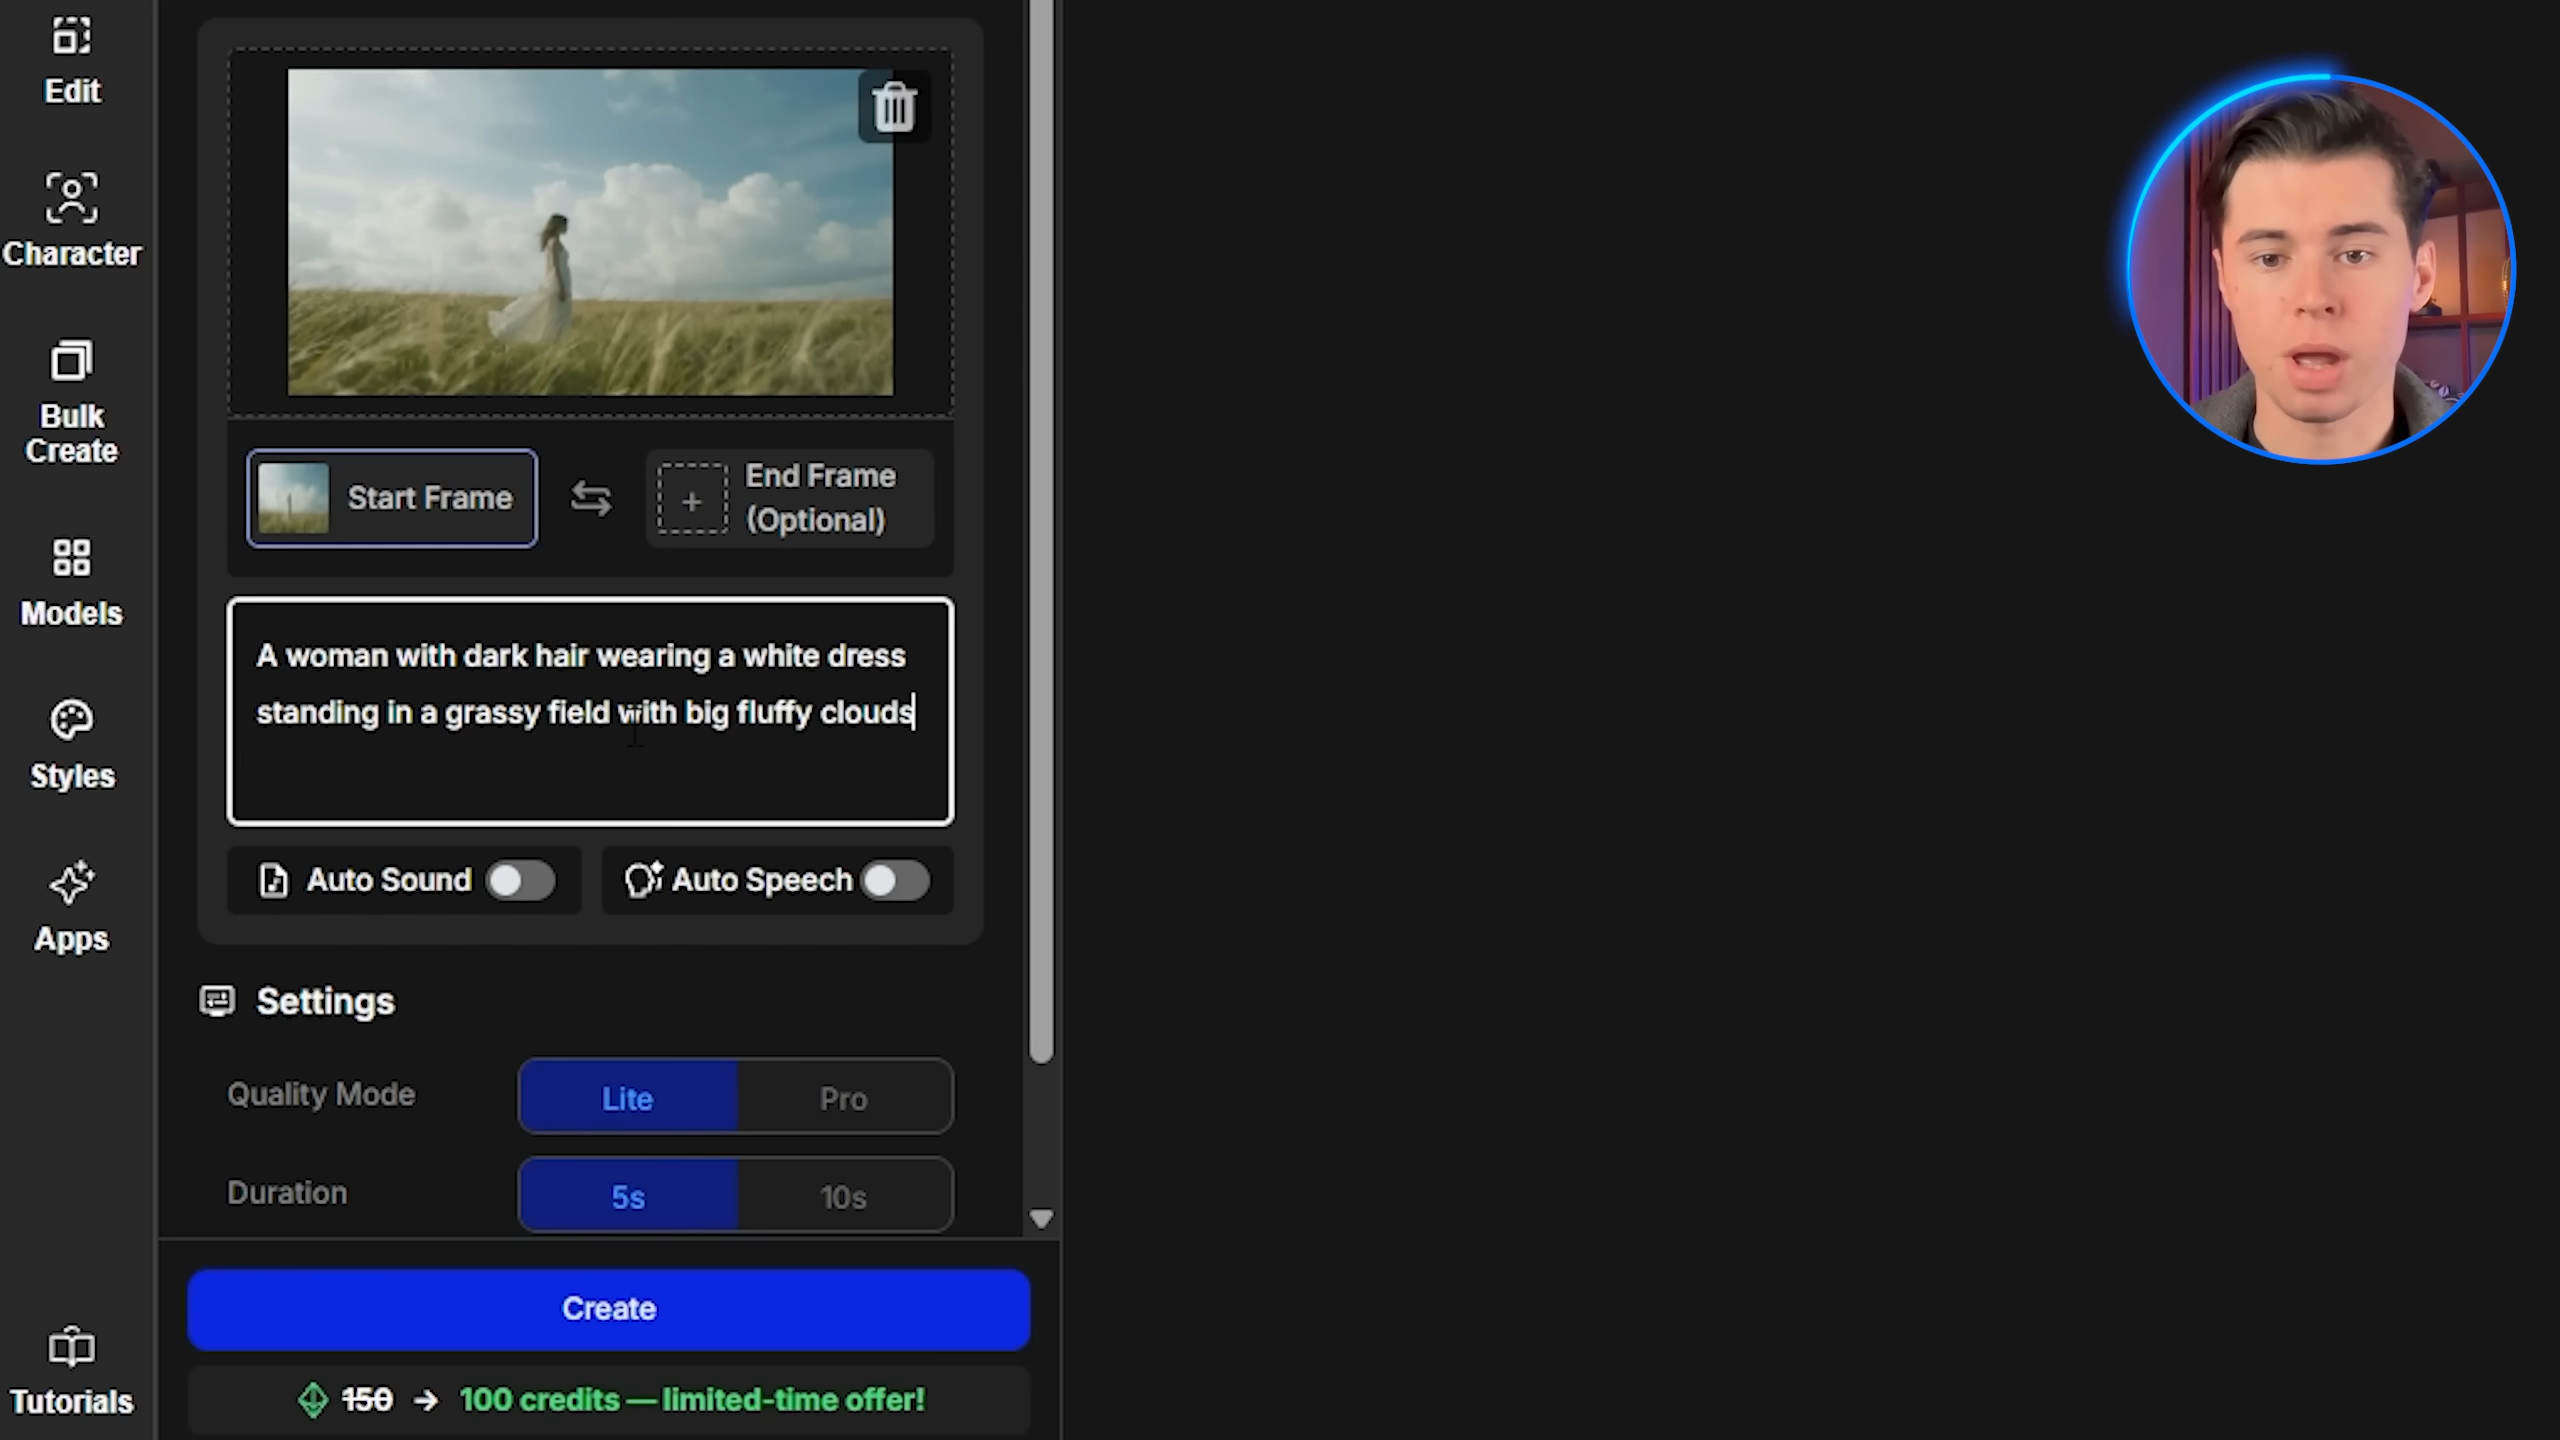 Edit
Character
Bulk
Create
Models
Styles
Apps
Tutorials
Start Frame
End Frame
(Optional)
A woman with dark hair wearing a white dress
standing in a grassy field with big fluffy clouds
Auto Sound
Auto Speech
Settings
Quality Mode
Lite
Pro
Duration
5s
10s
Create
150 → 100 credits — limited-time offer!